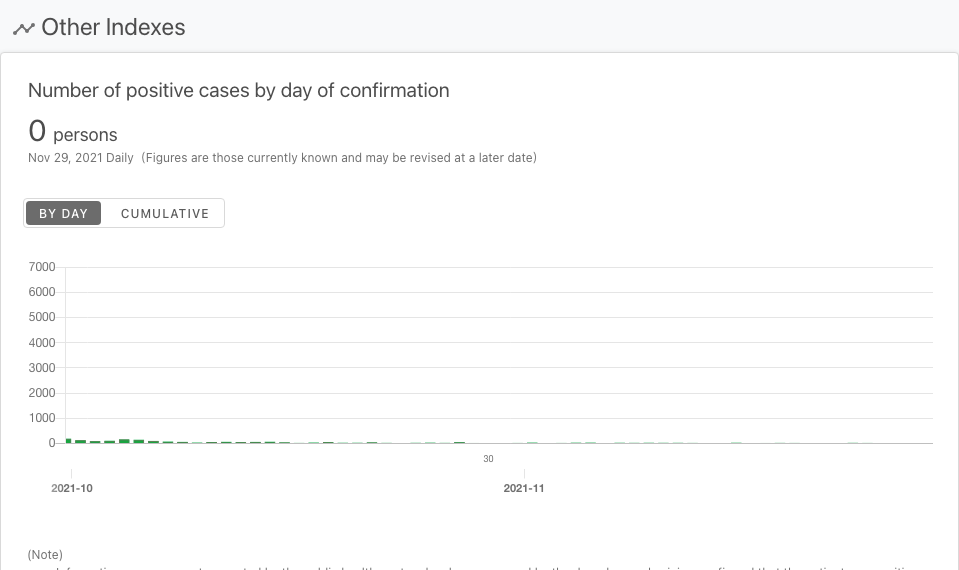 Other Indexes
Number of positive cases by day of confirmation
0 persons
Nov 29, 2021 Daily (Figures are those currently known and may be revised at a later date)
BY DAY CUMULATIVE
7000
6000
5000
4000
3000
2000
1000
0
30
2021-10 2021-11
(Note)